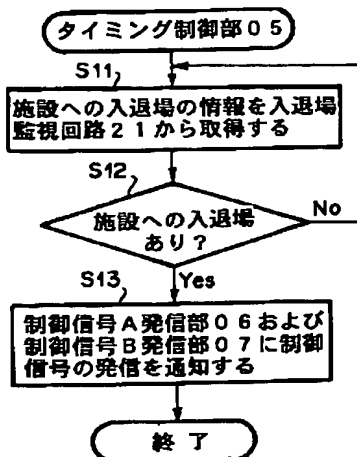 タイミング制御部05
S11
施設への入退場の情報を入退場
監視回路21から取得する
S12
施設への入退場
あり？
No
Yes
S13
制御信号A発信部06および
制御信号B発信部07に制御
信号の発信を通知する
終了